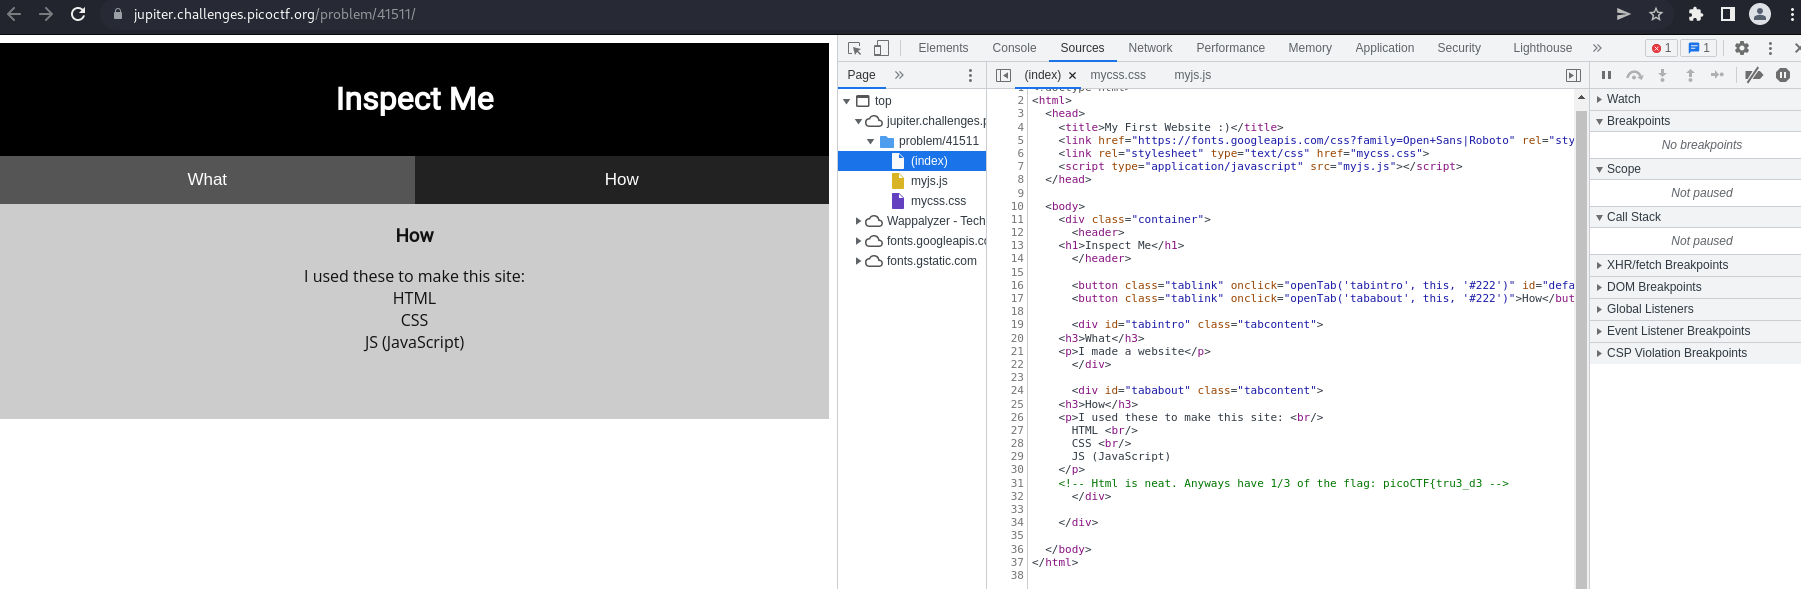 jupiter.challenges.picoctf.org/problem/41511/
Inspect Me
What How
How
I used these to make this site:
HTML
CSS
JS (JavaScript)
Elements Console Sources Network Performance Memory Application Security Lighthouse » 1 1
Page »
top
jupiter.challenges.p
problem/41511
(index)
myjs.js
mycss.css
Wappalyzer - Tech
fonts.googleapis.co
fonts.gstatic.com
(index) × mycss.css myjs.js
1 <!doctype html>
2 <html>
3 <head>
4 <title>My First Website :)</title>
5 <link href="https://fonts.googleapis.com/css?family=Open+Sans|Roboto" rel="sty
6 <link rel="stylesheet" type="text/css" href="mycss.css">
7 <script type="application/javascript" src="myjs.js"></script>
8 </head>
9
10 <body>
11 <div class="container">
12 <header>
13 <h1>Inspect Me</h1>
14 </header>
15
16 <button class="tablink" onclick="openTab('tabintro', this, '#222')" id="defa
17 <button class="tablink" onclick="openTab('tababout', this, '#222')">How</but
18
19 <div id="tabintro" class="tabcontent">
20 <h3>What</h3>
21 <p>I made a website</p>
22 </div>
23
24 <div id="tababout" class="tabcontent">
25 <h3>How</h3>
26 <p>I used these to make this site: <br/>
27 HTML <br/>
28 CSS <br/>
29 JS (JavaScript)
30 </p>
31 <!-- Html is neat. Anyways have 1/3 of the flag: picoCTF{tru3_d3 -->
32 </div>
33
34 </div>
35
36 </body>
37 </html>
38
Watch
Breakpoints
No breakpoints
Scope
Not paused
Call Stack
Not paused
XHR/fetch Breakpoints
DOM Breakpoints
Global Listeners
Event Listener Breakpoints
CSP Violation Breakpoints